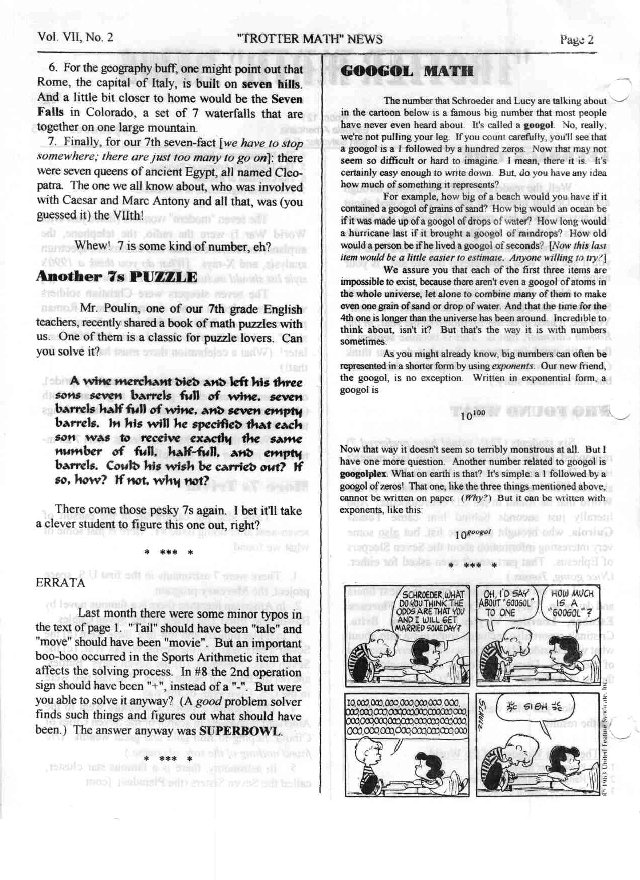 Vol. VII, No. 2
"TROTTER MATH" NEWS
Page 2
6. For the geography buff, one might point out that
Rome, the capital of Italy, is built on seven hills.
And a little bit closer to home would be the Seven
Falls in Colorado, a set of 7 waterfalls that are
together on one large mountain.
7. Finally, for our 7th seven-fact [we have to stop
somewhere; there are just too many to go on]: there
were seven queens of ancient Egypt, all named Cleo-
patra. The one we all know about, who was involved
with Caesar and Marc Antony and all that, was (you
guessed it) the VIIth!
Whew! 7 is some kind of number, eh?
Another 7s PUZZLE
Mr. Poulin, one of our 7th grade English
teachers, recently shared a book of math puzzles with
us. One of them is a classic for puzzle lovers. Can
you solve it?
A wine merchant died and left his three
sons seven barrels full of wine, seven
barrels half full of wine, and seven empty
barrels. In his will he specified that each
son was to receive exactly the same
number of full, half-full, and empty
barrels. Could his wish be carried out? If
so, how? If not, why not?
There come those pesky 7s again. I bet it'll take
a clever student to figure this one out, right?
* *** *
ERRATA
Last month there were some minor typos in
the text of page 1. "Tail" should have been "tale" and
"move" should have been "movie". But an important
boo-boo occurred in the Sports Arithmetic item that
affects the solving process. In #8 the 2nd operation
sign should have been "+", instead of a "-". But were
you able to solve it anyway? (A good problem solver
finds such things and figures out what should have
been.) The answer anyway was SUPERBOWL.
* *** *
GOOGOL MATH
The number that Schroeder and Lucy are talking about
in the cartoon below is a famous big number that most people
have never even heard about. It's called a googol. No, really,
we're not pulling your leg. If you count carefully, you'll see that
a googol is a 1 followed by a hundred zeros. Now that may not
seem so difficult or hard to imagine. I mean, there it is. It's
certainly easy enough to write down. But, do you have any idea
how much of something it represents?
For example, how big of a beach would you have if it
contained a googol of grains of sand? How big would an ocean be
if it was made up of a googol of drops of water? How long would
a hurricane last if it brought a googol of raindrops? How old
would a person be if he lived a googol of seconds? [Now this last
item would be a little easier to estimate. Anyone willing to try?]
We assure you that each of the first three items are
impossible to exist, because there aren't even a googol of atoms in
the whole universe, let alone to combine many of them to make
even one grain of sand or drop of water. And that the time for the
4th one is longer than the universe has been around. Incredible to
think about, isn't it? But that's the way it is with numbers
sometimes.
As you might already know, big numbers can often be
represented in a shorter form by using exponents. Our new friend,
the googol, is no exception. Written in exponential form, a
googol is
10^100
Now that way it doesn't seem so terribly monstrous at all. But I
have one more question. Another number related to googol is
googolplex. What on earth is that? It's simple: a 1 followed by a
googol of zeros! That one, like the three things mentioned above,
cannot be written on paper. (Why?) But it can be written with
exponents, like this:
10^googol
* *** *
SCHROEDER, WHAT
DO YOU THINK THE
ODDS ARE THAT YOU
AND I WILL GET
MARRIED SOMEDAY?
OH, I'D SAY
ABOUT "GOOGOL"
TO ONE
HOW MUCH
IS A
"GOOGOL"?
* SIGH *
SCHULZ